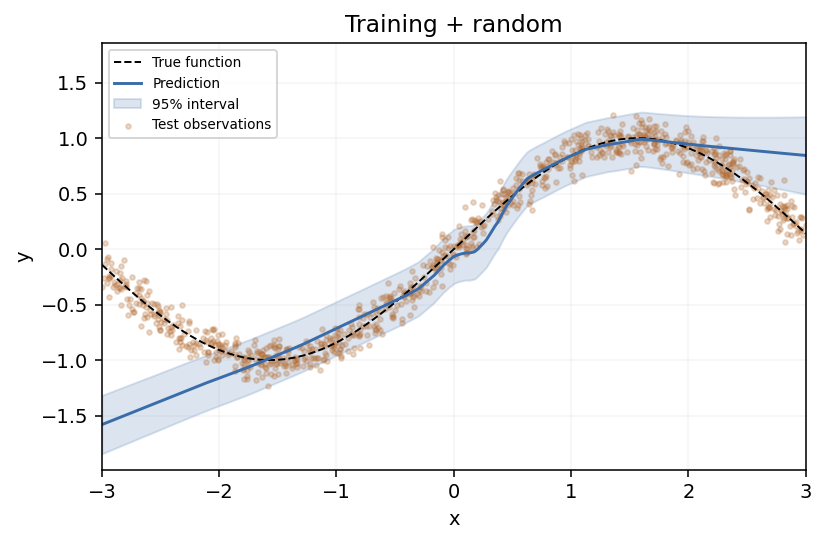 Training + random
True function
Prediction
95% interval
Test observations
1.5
1.0
0.5
0.0
−0.5
−1.0
−1.5
y
−3 −2 −1 0 1 2 3
x